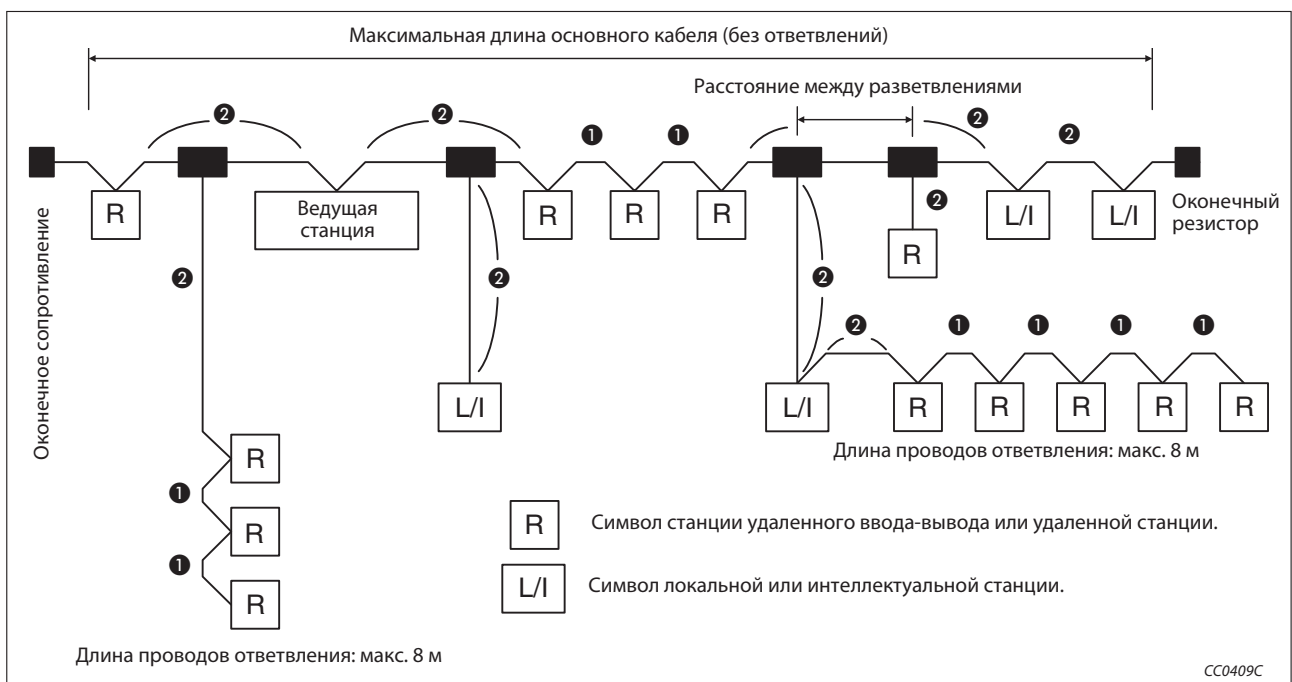 Максимальная длина основного кабеля (без ответвлений)
Расстояние между разветвлениями
❷ ❷ ❶ ❶ ❷ ❷
R
Ведущая
станция
R
R
R
❷
R
L/I
L/I
Оконечный
резистор
Оконечное сопротивление
❷
❷
❷
L/I
L/I
❷ ❶ ❶ ❶ ❶
R
R
R
R
R
Длина проводов ответвления: макс. 8 м
R
❶
R
❶
R
Длина проводов ответвления: макс. 8 м
R Символ станции удаленного ввода-вывода или удаленной станции.
L/I Символ локальной или интеллектуальной станции.
CC0409C